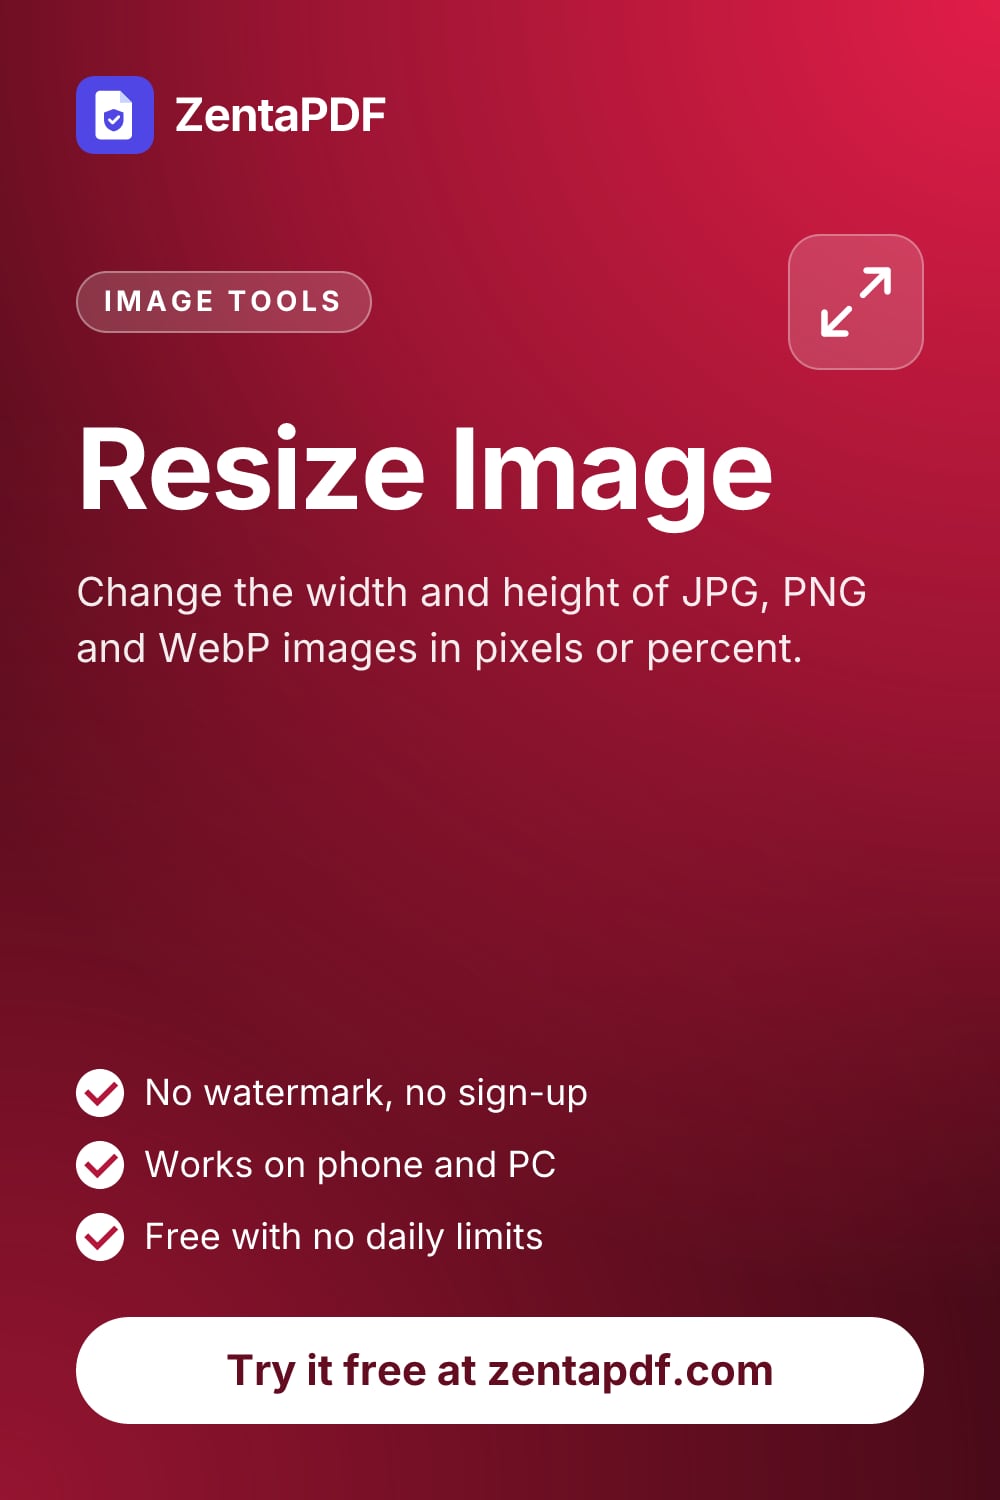 ZentaPDF
IMAGE TOOLS
Resize Image
Change the width and height of JPG, PNG
and WebP images in pixels or percent.
No watermark, no sign-up
Works on phone and PC
Free with no daily limits
Try it free at zentapdf.com